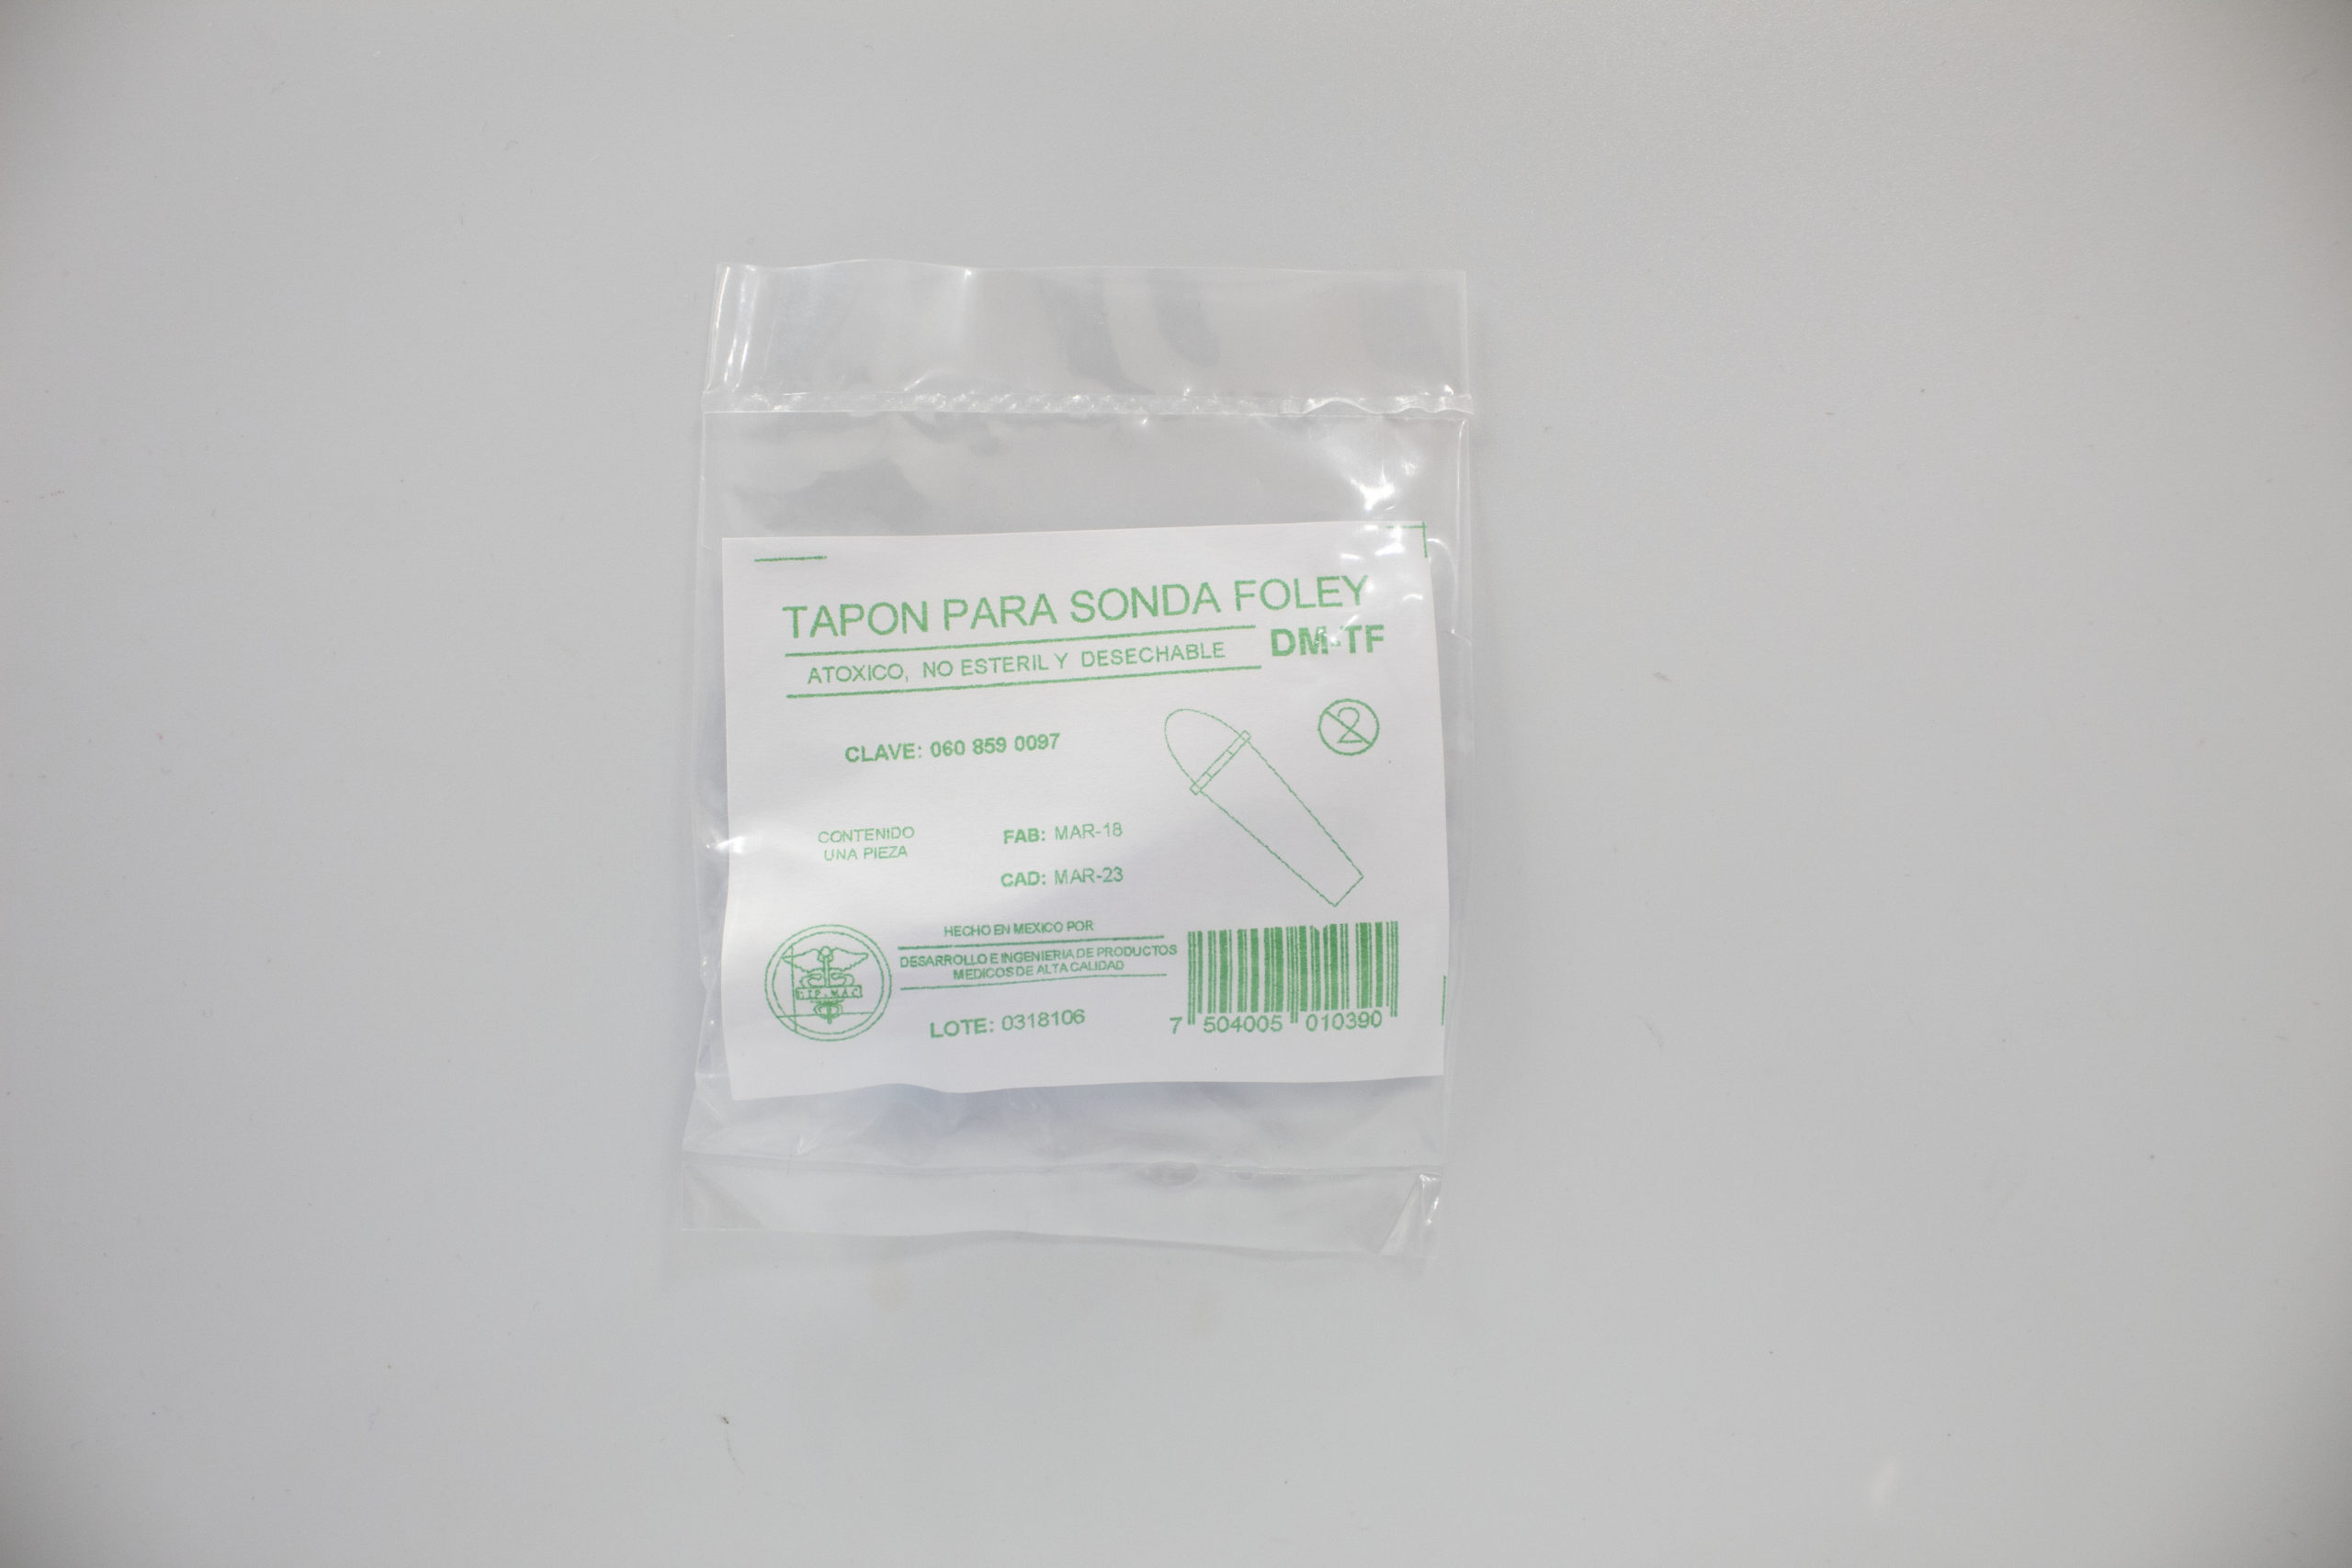 TAPON PARA SONDA FOLEY
DM-TF
ATOXICO, NO ESTERIL Y DESECHABLE
2
CLAVE: 060 859 0097
CONTENIDO
UNA PIEZA
FAB: MAR-18
CAD: MAR-23
HECHO EN MEXICO POR
DESARROLLO E INGENIERIA DE PRODUCTOS
MEDICOS DE ALTA CALIDAD
LOTE: 0318106
7 504005 010390